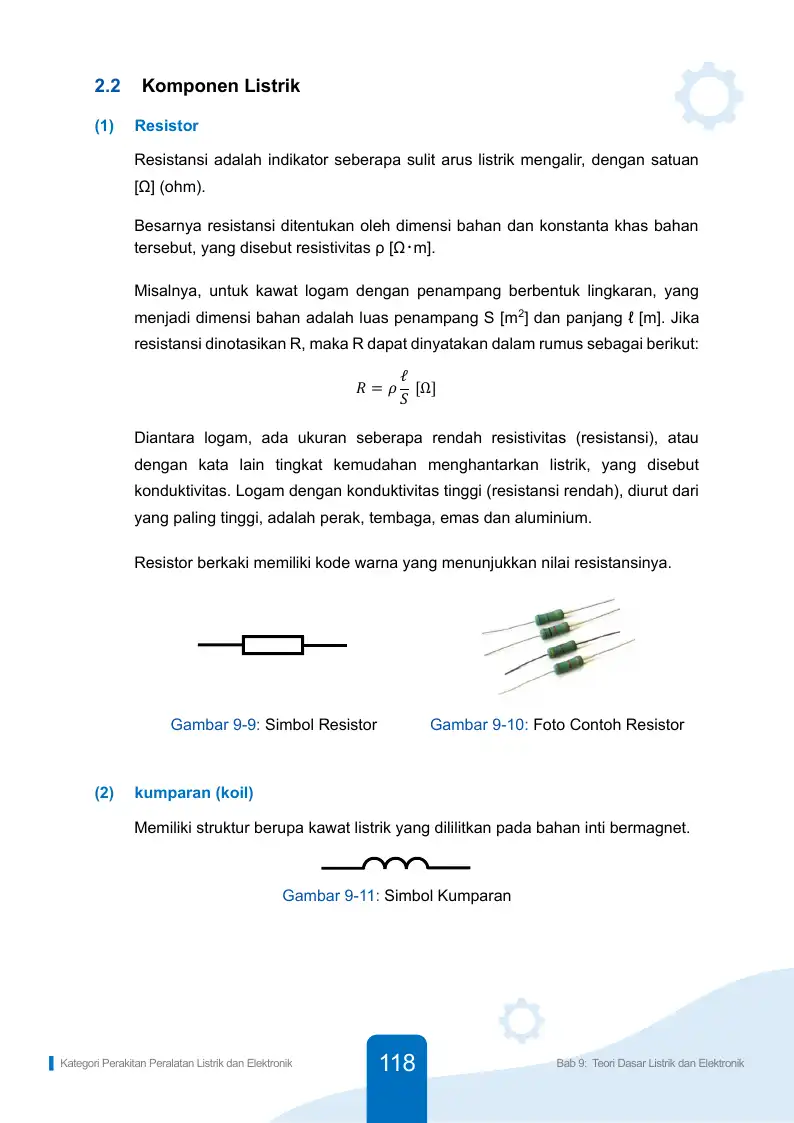 2.2 Komponen Listrik
(1) Resistor
Resistansi adalah indikator seberapa sulit arus listrik mengalir, dengan satuan
[Ω] (ohm).
Besarnya resistansi ditentukan oleh dimensi bahan dan konstanta khas bahan
tersebut, yang disebut resistivitas ρ [Ω・m].
Misalnya, untuk kawat logam dengan penampang berbentuk lingkaran, yang
menjadi dimensi bahan adalah luas penampang S [m²] dan panjang ℓ [m]. Jika
resistansi dinotasikan R, maka R dapat dinyatakan dalam rumus sebagai berikut:
R = ρ ℓ/S [Ω]
Diantara logam, ada ukuran seberapa rendah resistivitas (resistansi), atau
dengan kata lain tingkat kemudahan menghantarkan listrik, yang disebut
konduktivitas. Logam dengan konduktivitas tinggi (resistansi rendah), diurut dari
yang paling tinggi, adalah perak, tembaga, emas dan aluminium.
Resistor berkaki memiliki kode warna yang menunjukkan nilai resistansinya.
Gambar 9-9: Simbol Resistor Gambar 9-10: Foto Contoh Resistor
(2) kumparan (koil)
Memiliki struktur berupa kawat listrik yang dililitkan pada bahan inti bermagnet.
Gambar 9-11: Simbol Kumparan
Kategori Perakitan Peralatan Listrik dan Elektronik 118 Bab 9: Teori Dasar Listrik dan Elektronik